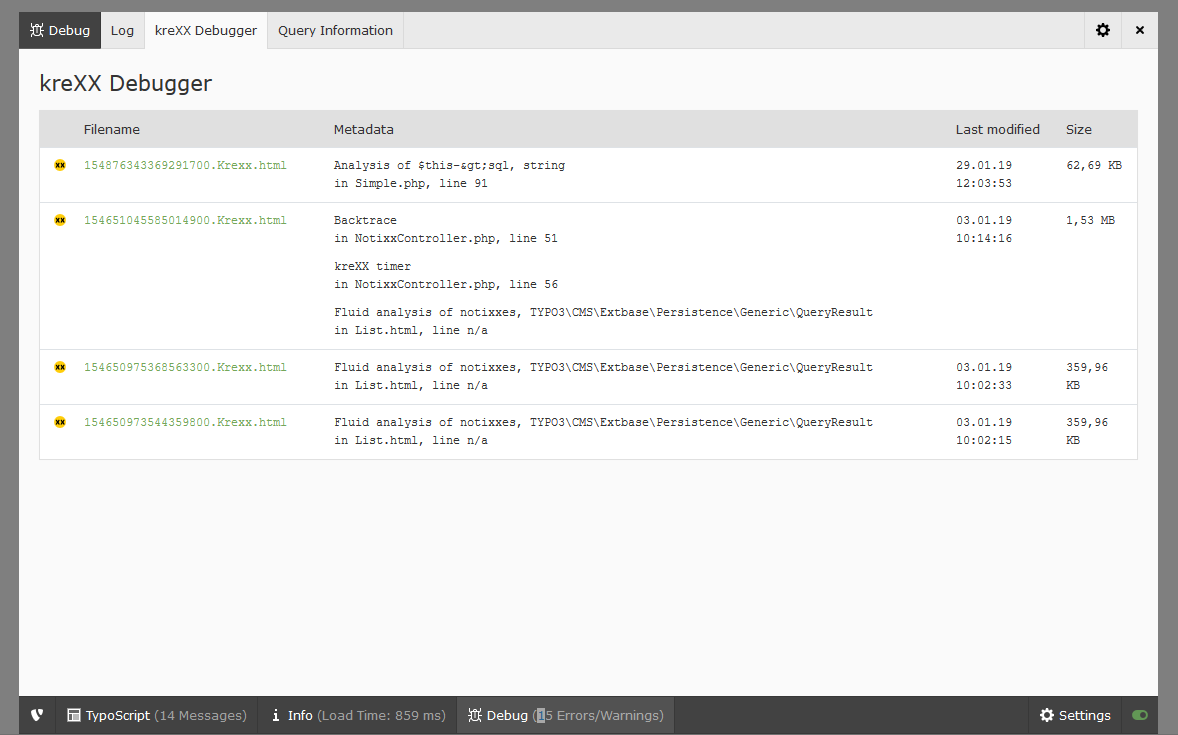 Debug Log kreXX Debugger Query Information
kreXX Debugger
Filename Metadata Last modified Size
xx 154876343369291700.Krexx.html Analysis of $this-&gt;sql, string 29.01.19 62,69 KB
in Simple.php, line 91 12:03:53
xx 154651045585014900.Krexx.html Backtrace 03.01.19 1,53 MB
in NotixxController.php, line 51 10:14:16
kreXX timer
in NotixxController.php, line 56
Fluid analysis of notixxes, TYPO3\CMS\Extbase\Persistence\Generic\QueryResult
in List.html, line n/a
xx 154650975368563300.Krexx.html Fluid analysis of notixxes, TYPO3\CMS\Extbase\Persistence\Generic\QueryResult 03.01.19 359,96
in List.html, line n/a 10:02:33 KB
xx 154650973544359800.Krexx.html Fluid analysis of notixxes, TYPO3\CMS\Extbase\Persistence\Generic\QueryResult 03.01.19 359,96
in List.html, line n/a 10:02:15 KB
TypoScript (14 Messages) Info (Load Time: 859 ms) Debug (15 Errors/Warnings) Settings